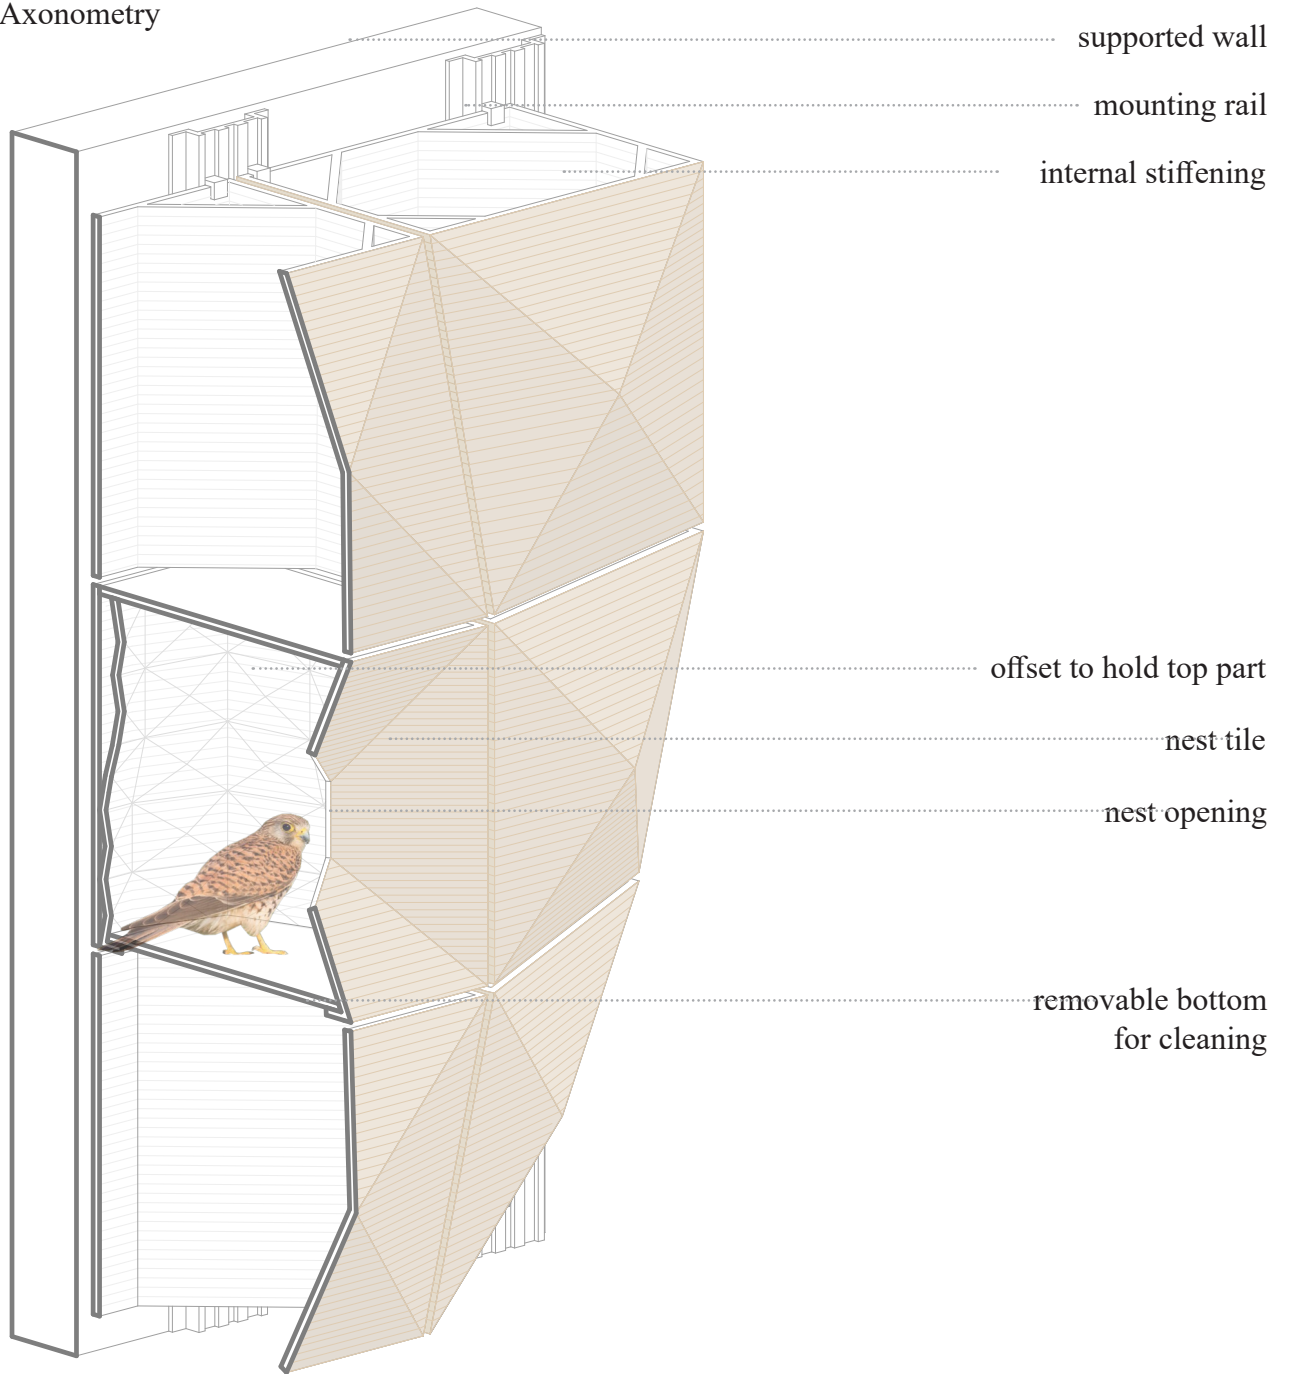 Axonometry
supported wall
mounting rail
internal stiffening
offset to hold top part
nest tile
nest opening
removable bottom
for cleaning